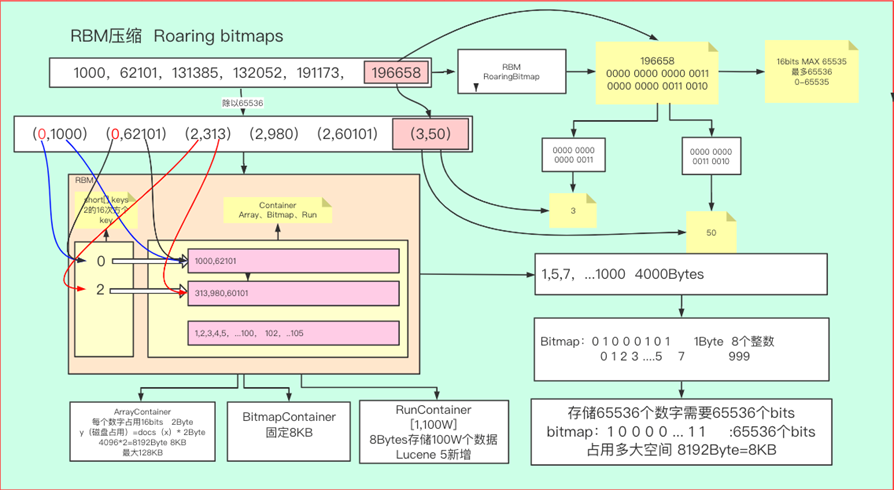 RBM压缩 Roaring bitmaps
1000, 62101, 131385, 132052, 191173, 196658
RBM
RoaringBitmap
196658
0000 0000 0000 0011
0000 0000 0011 0010
16bits MAX 65535
最多65536
0~65535
除以65536
(0,1000) (0,62101) (2,313) (2,980) (2,60101) (3,50)
0000 0000
0000 0011
0000 0000
0011 0010
3
50
RBM
short[] keys
2的16次方个
key
Container
Array、Bitmap、Run
0
1000,62101
2
313,980,60101
1,2,3,4,5, ...100, 102, ..105
1,5,7, ...1000 4000Bytes
Bitmap: 0 1 0 0 0 1 0 1 1Byte 8个整数
0 1 2 3 ....5 7 999
存储65536个数字需要65536个bits
bitmap: 1 0 0 0 0 ... 1 1 :65536个bits
占用多大空间 8192Byte=8KB
ArrayContainer
每个数字占用16bits 2Byte
y（磁盘占用）=docs（x）* 2Byte
4096*2=8192Byte 8KB
最大128KB
BitmapContainer
固定8KB
RunContainer
[1,100W]
8Bytes存储100W个数据
Lucene 5新增